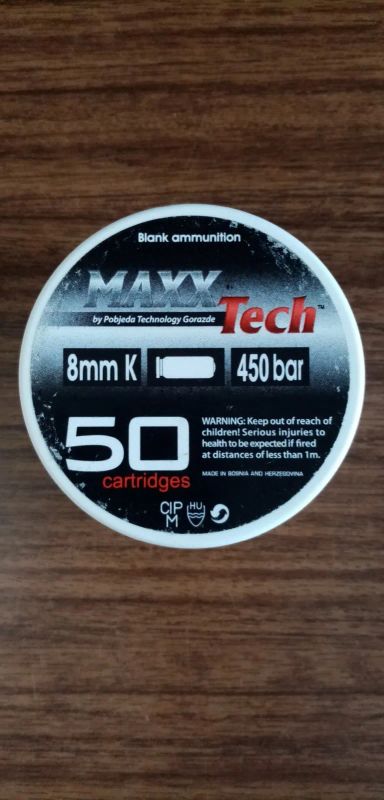 Blank ammunition
MAXX
Tech™
by Pobjeda Technology Gorazde
8mm K
450 bar
50
cartridges
WARNING: Keep out of reach of
children! Serious injuries to
health to be expected if fired
at distances of less than 1m.
MADE IN BOSNIA AND HERZEGOVINA
CIP
M
HU